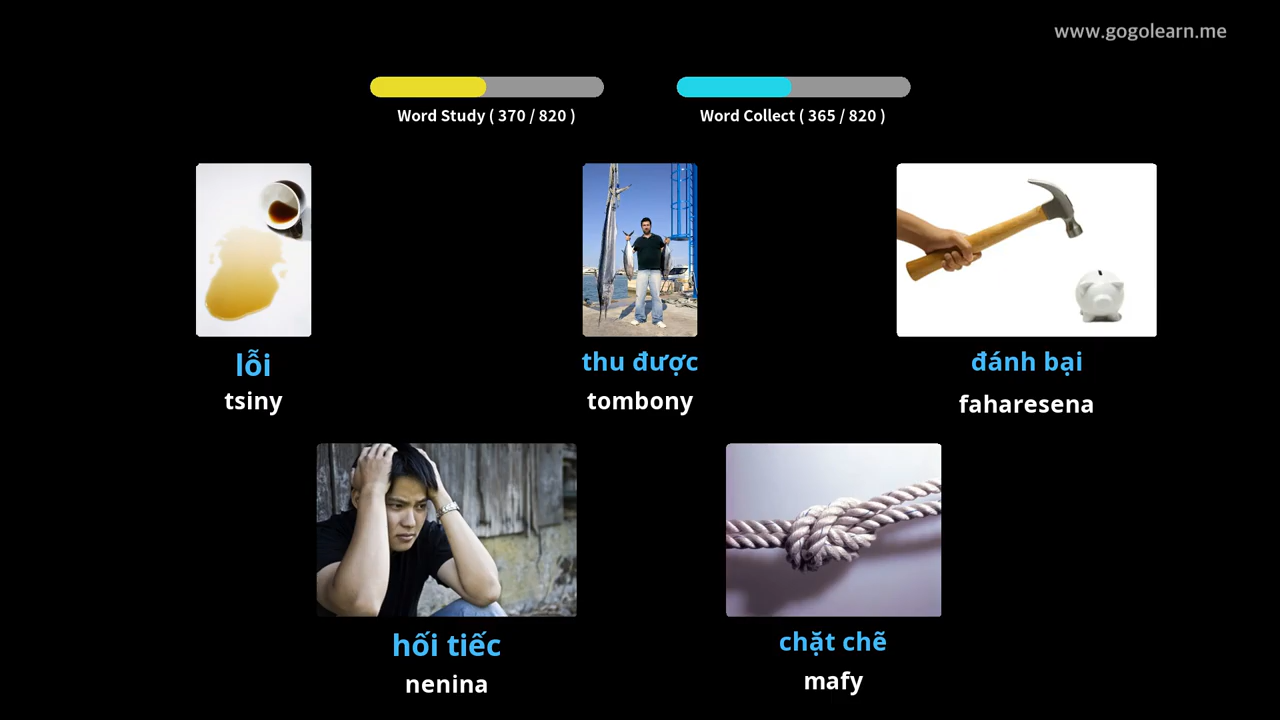 www.gogolearn.me
Word Study ( 370 / 820 )
Word Collect ( 365 / 820 )
lỗi
tsiny
thu được
tombony
đánh bại
faharesena
hối tiếc
nenina
chặt chẽ
mafy